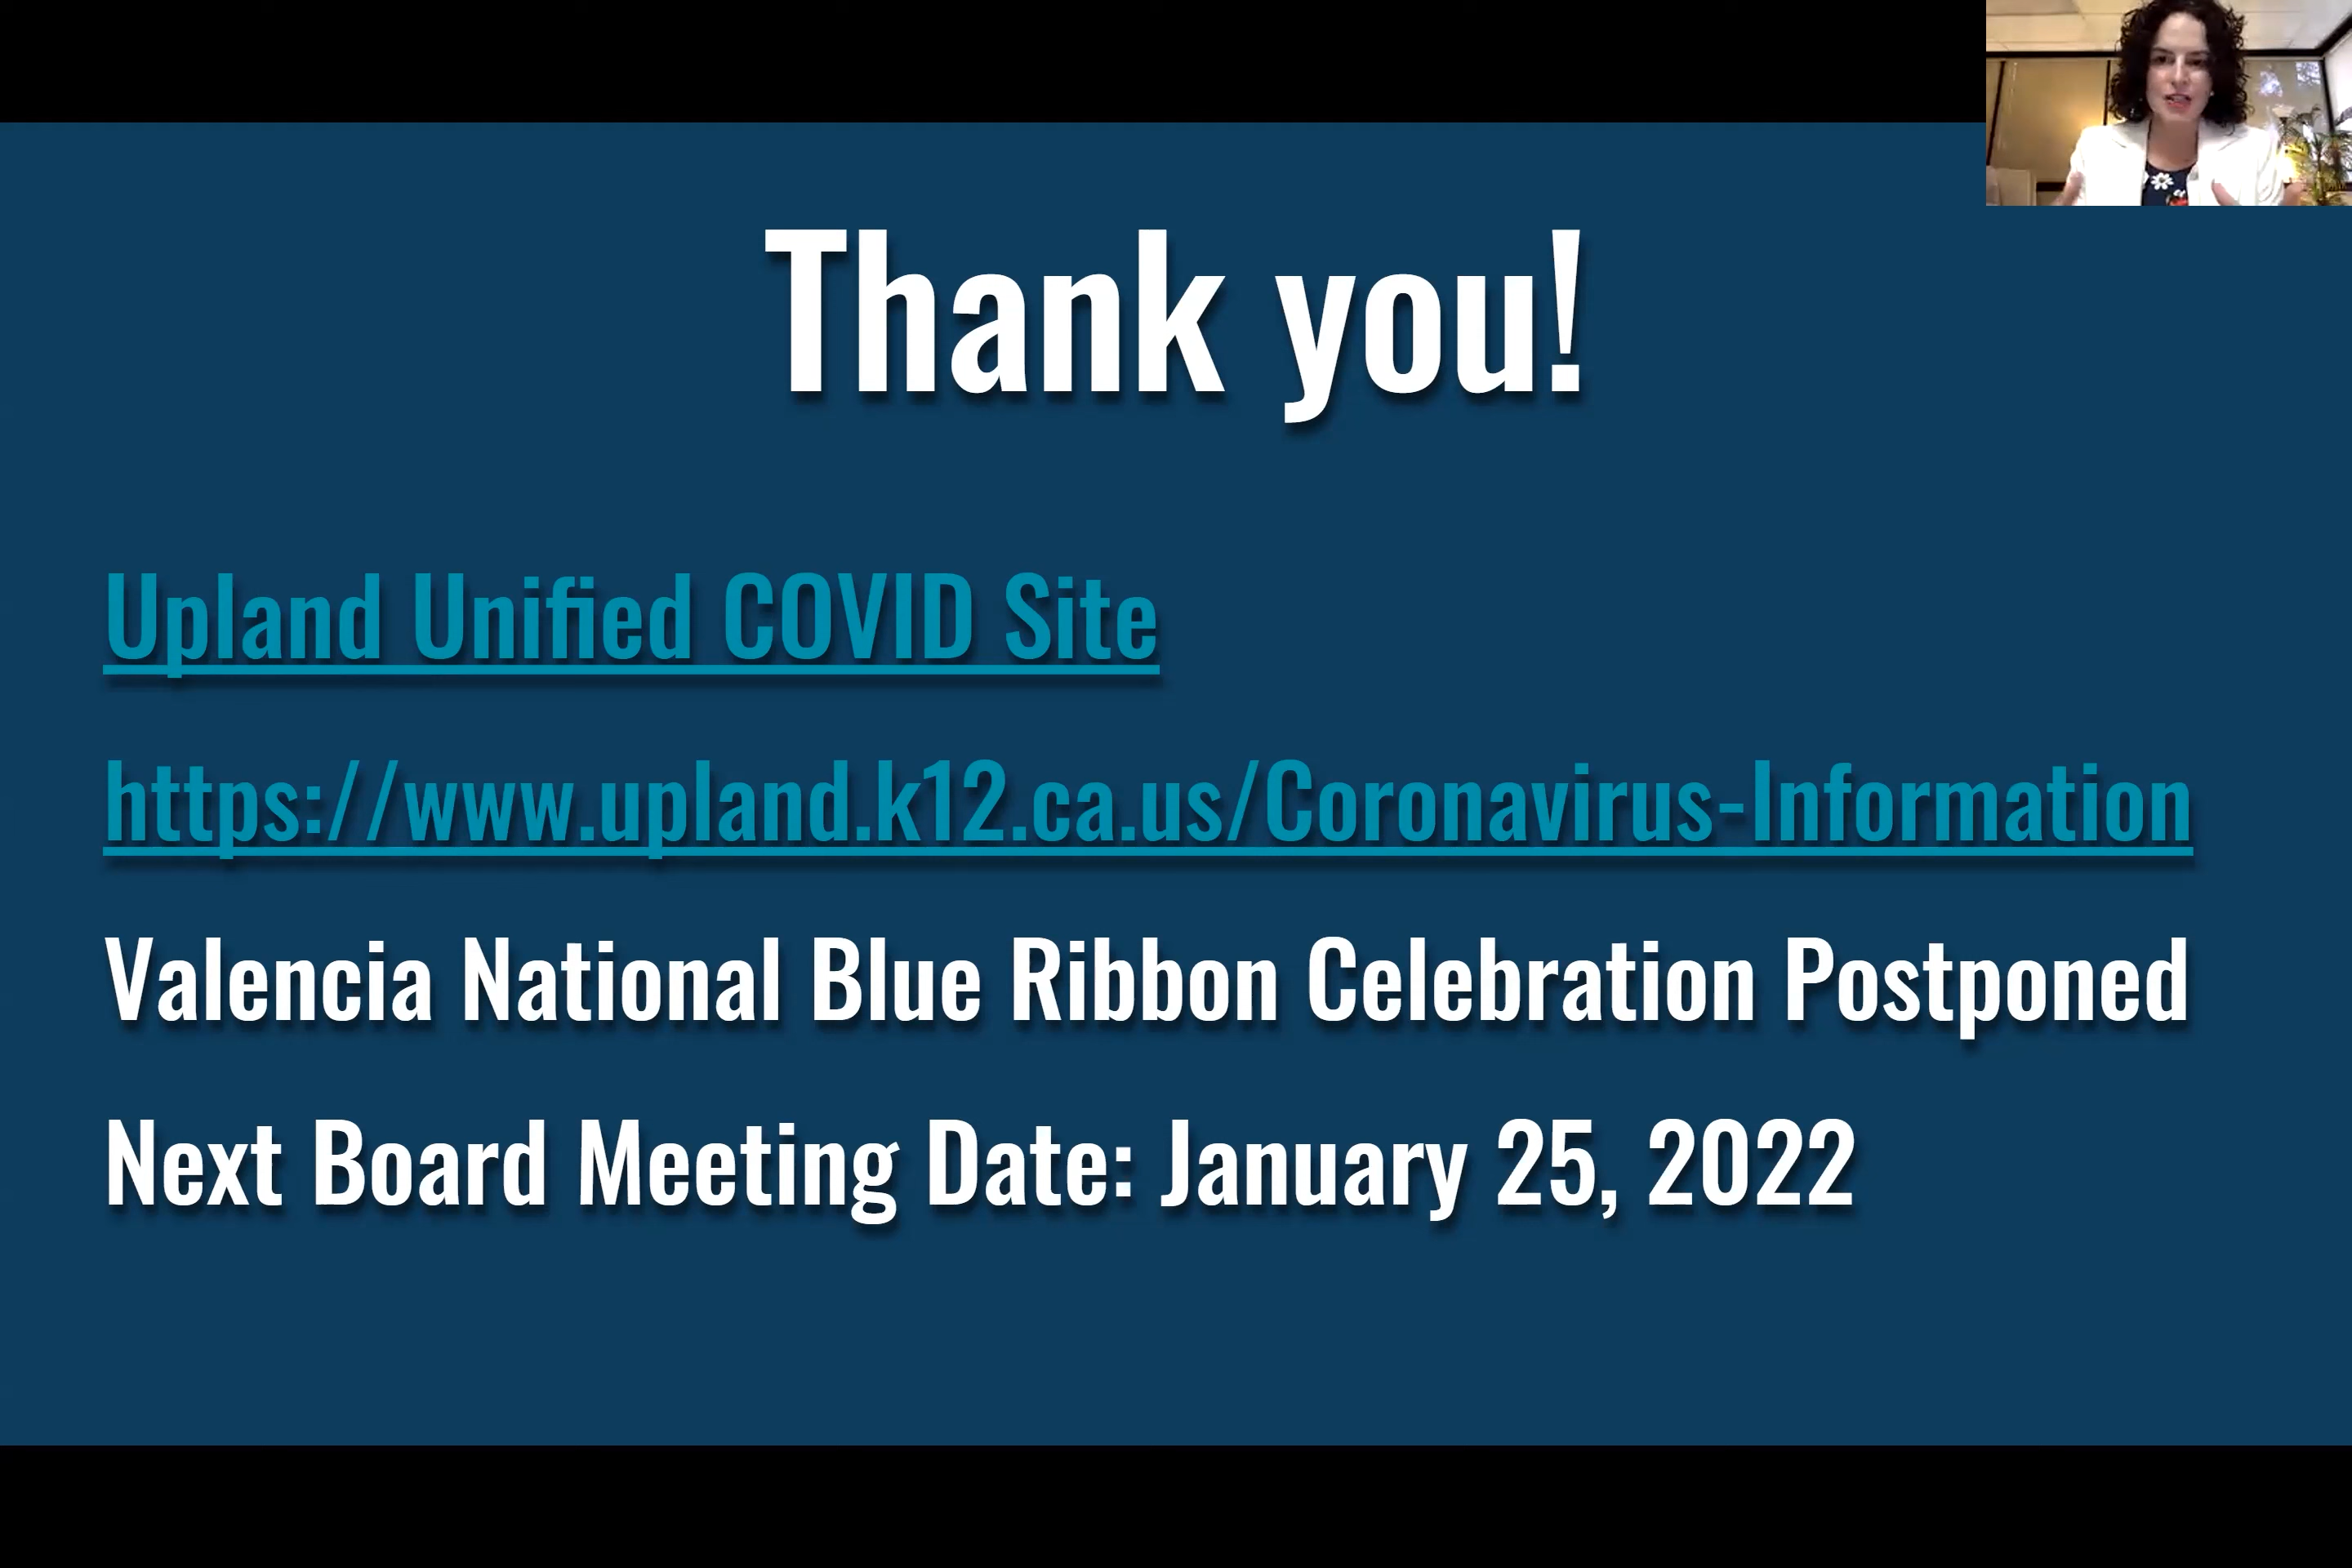 Thank you!
Upland Unified COVID Site
https://www.upland.k12.ca.us/Coronavirus-Information
Valencia National Blue Ribbon Celebration Postponed
Next Board Meeting Date: January 25, 2022